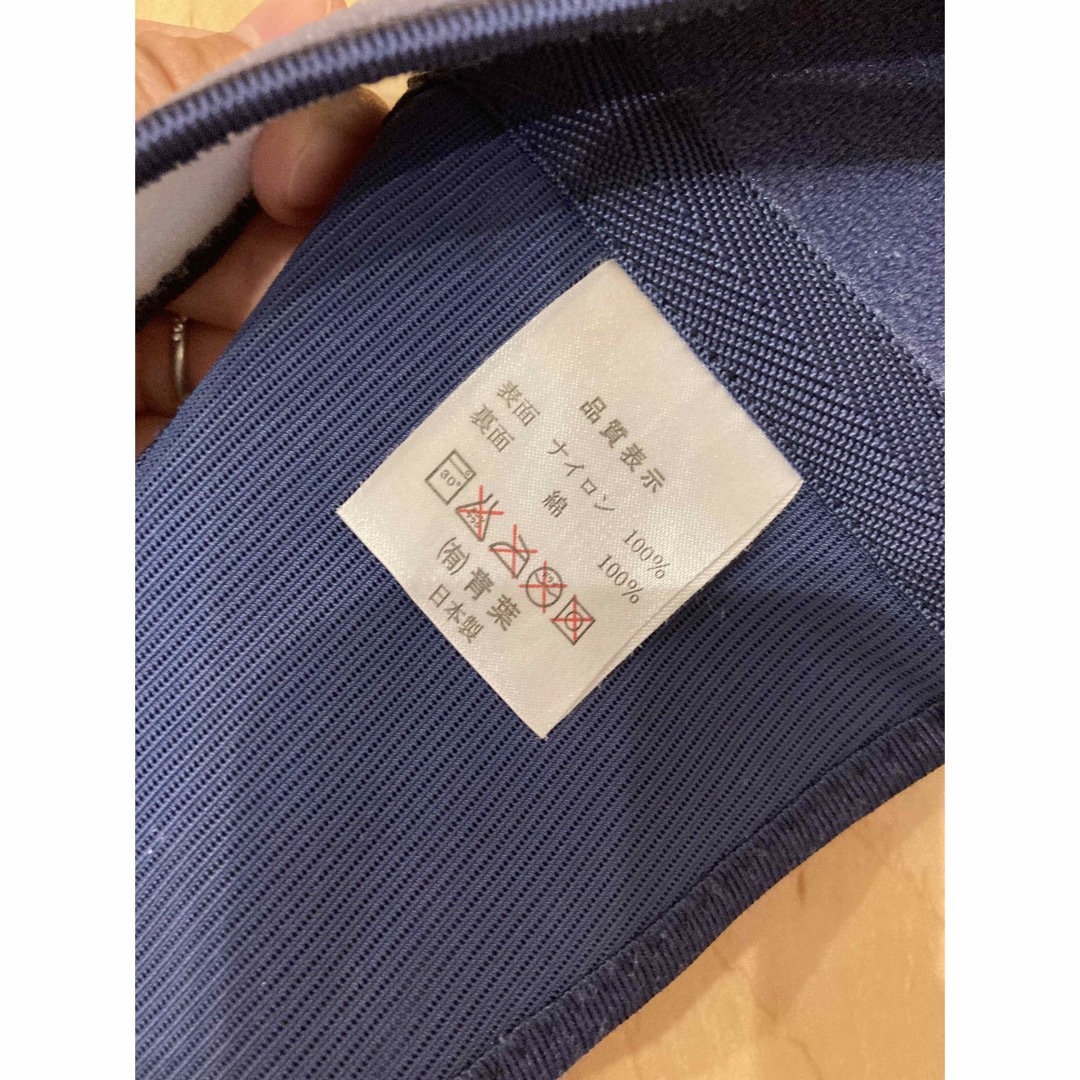 品質表示
表面 ナイロン 100%
裏面 綿 100%
30°
(有)青葉
日本製